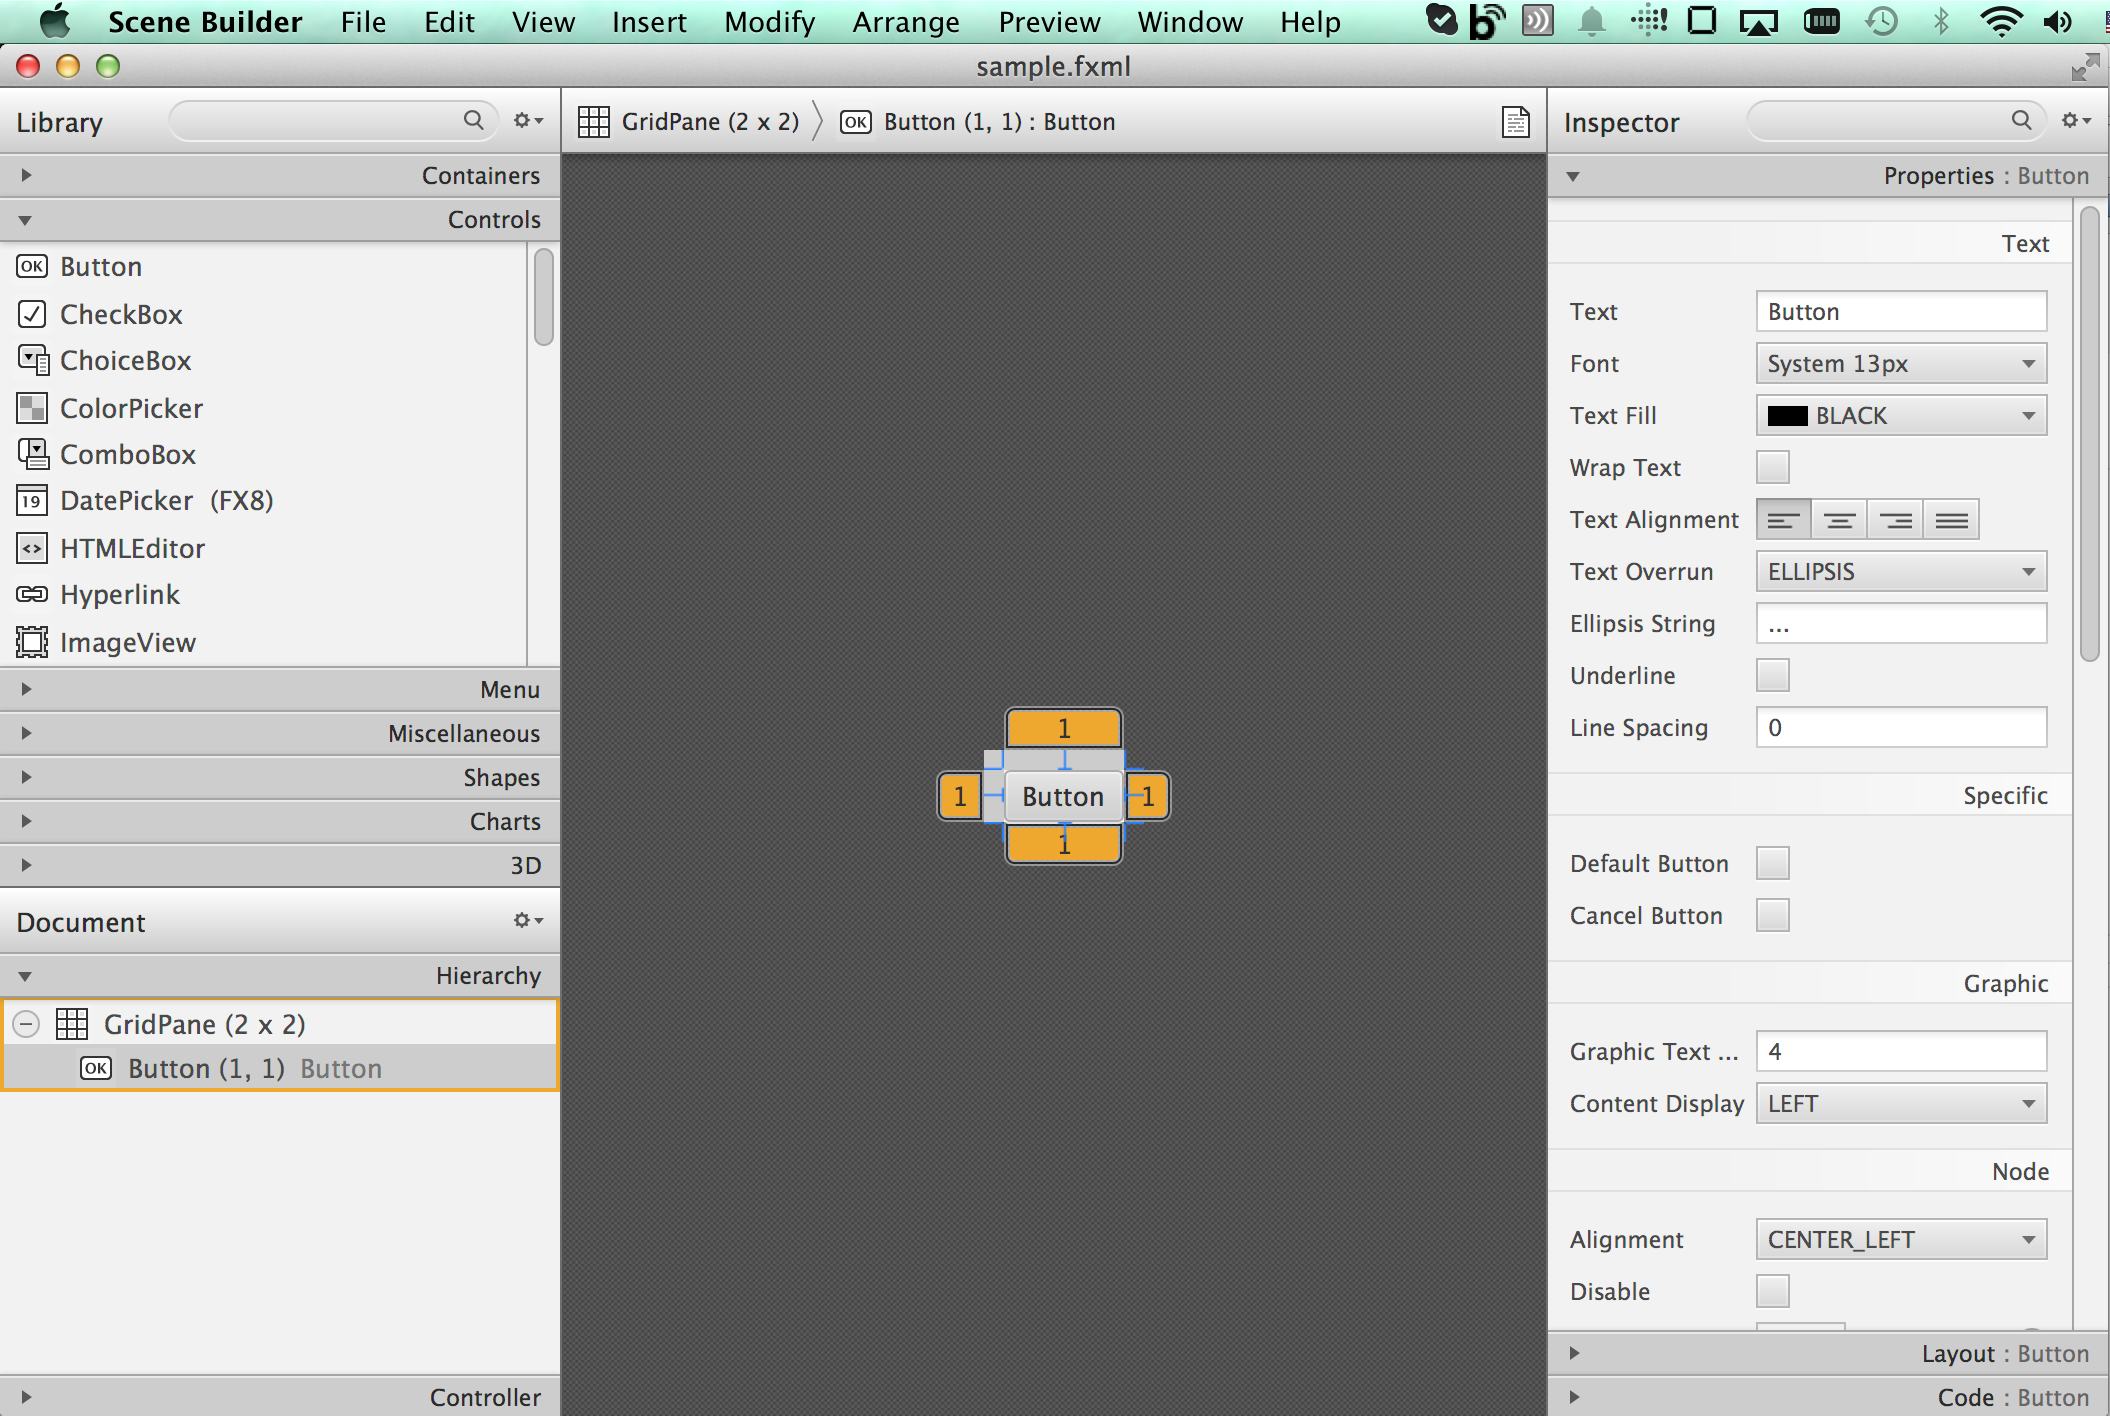 Scene Builder File Edit View Insert Modify Arrange Preview Window Help
sample.fxml
Library
GridPane (2 x 2) Button (1, 1) : Button
Inspector
Containers
Controls
OK Button
CheckBox
ChoiceBox
ColorPicker
ComboBox
19 DatePicker (FX8)
<> HTMLEditor
Hyperlink
ImageView
Menu
Miscellaneous
Shapes
Charts
3D
Document
Hierarchy
GridPane (2 x 2)
OK Button (1, 1) Button
Controller
OK
1
1 Button 1
1
Properties : Button
Text
Text Button
Font System 13px
Text Fill BLACK
Wrap Text
Text Alignment
Text Overrun ELLIPSIS
Ellipsis String ...
Underline
Line Spacing 0
Specific
Default Button
Cancel Button
Graphic
Graphic Text ... 4
Content Display LEFT
Node
Alignment CENTER_LEFT
Disable
Layout : Button
Code : Button